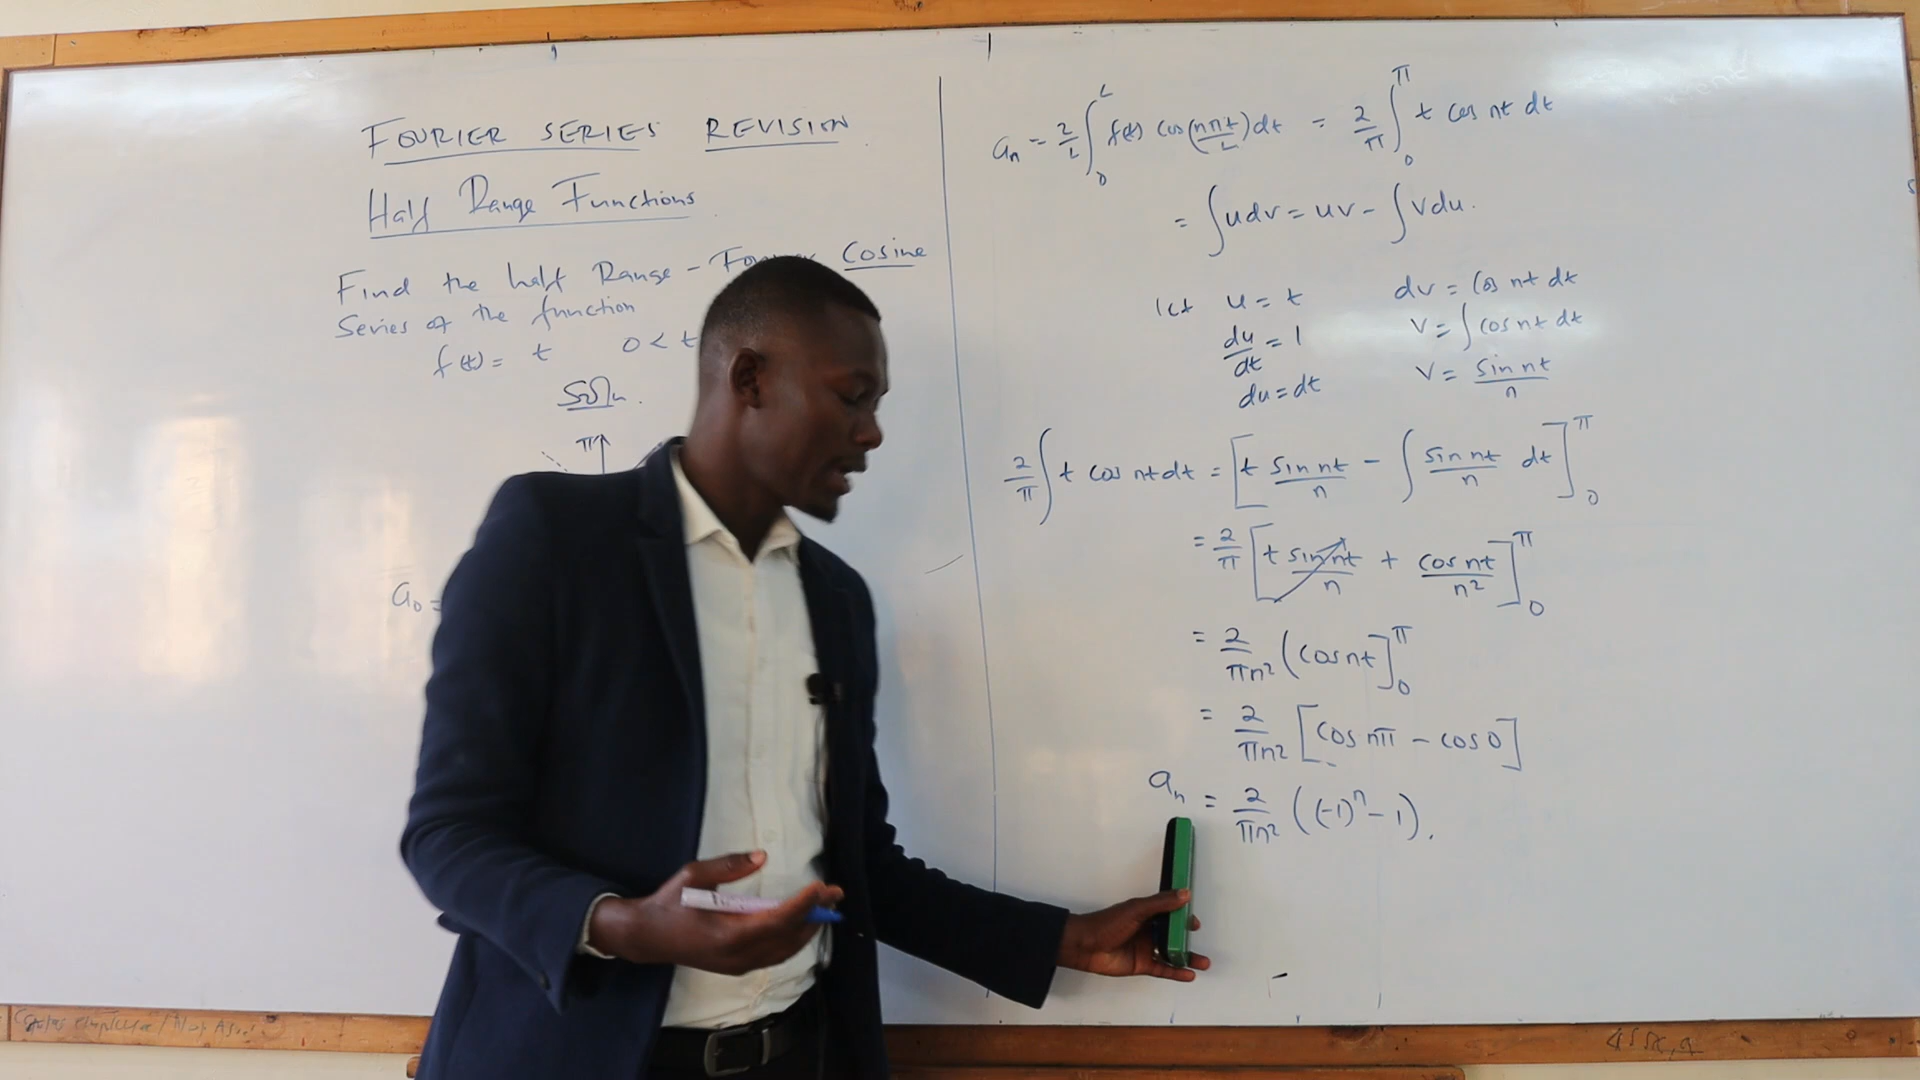 FOURIER SERIES REVISION
Half Range Functions
Find the half Range - Fourier Cosine
Series of the function
f(t) = t 0 < t
Soln.
π
a₀ =
aₙ = 2/L ∫₀ᴸ f(t) cos(nπt/L) dt = 2/π ∫₀^π t cos nt dt
= ∫udv = uv - ∫vdu.
let u = t dv = cos nt dt
du/dt = 1 v = ∫cos nt dt
du = dt v = sin nt/n
2/π ∫ t cos nt dt = [t sin nt/n - ∫ sin nt/n dt]₀^π
= 2/π [t sin nt/n + cos nt/n²]₀^π
= 2/πn² (cos nt]₀^π
= 2/πn² [cos nπ - cos 0]
aₙ = 2/πn² ((-1)ⁿ - 1).